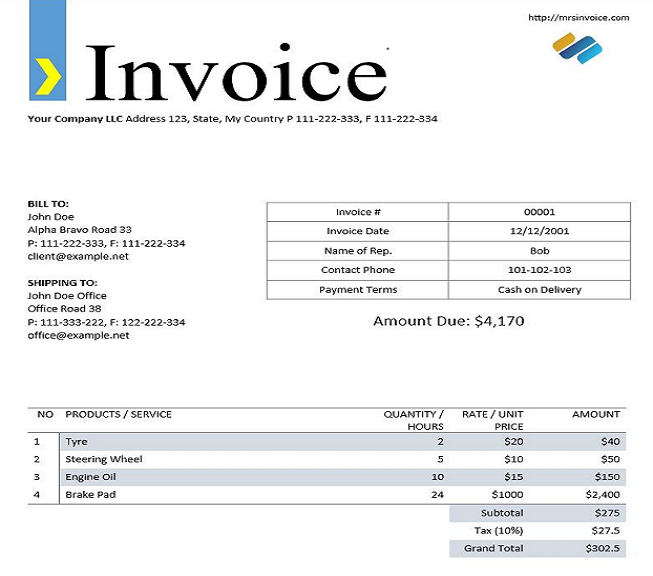 http://mrsinvoice.com
Invoice
Your Company LLC Address 123, State, My Country P 111-222-333, F 111-222-334
BILL TO:
John Doe
Alpha Bravo Road 33
P: 111-222-333, F: 111-222-334
client@example.net
SHIPPING TO:
John Doe Office
Office Road 38
P: 111-333-222, F: 122-222-334
office@example.net
Invoice # 00001
Invoice Date 12/12/2001
Name of Rep. Bob
Contact Phone 101-102-103
Payment Terms Cash on Delivery
Amount Due: $4,170
NO PRODUCTS / SERVICE QUANTITY / HOURS RATE / UNIT PRICE AMOUNT
1 Tyre 2 $20 $40
2 Steering Wheel 5 $10 $50
3 Engine Oil 10 $15 $150
4 Brake Pad 24 $1000 $2,400
Subtotal $275
Tax (10%) $27.5
Grand Total $302.5